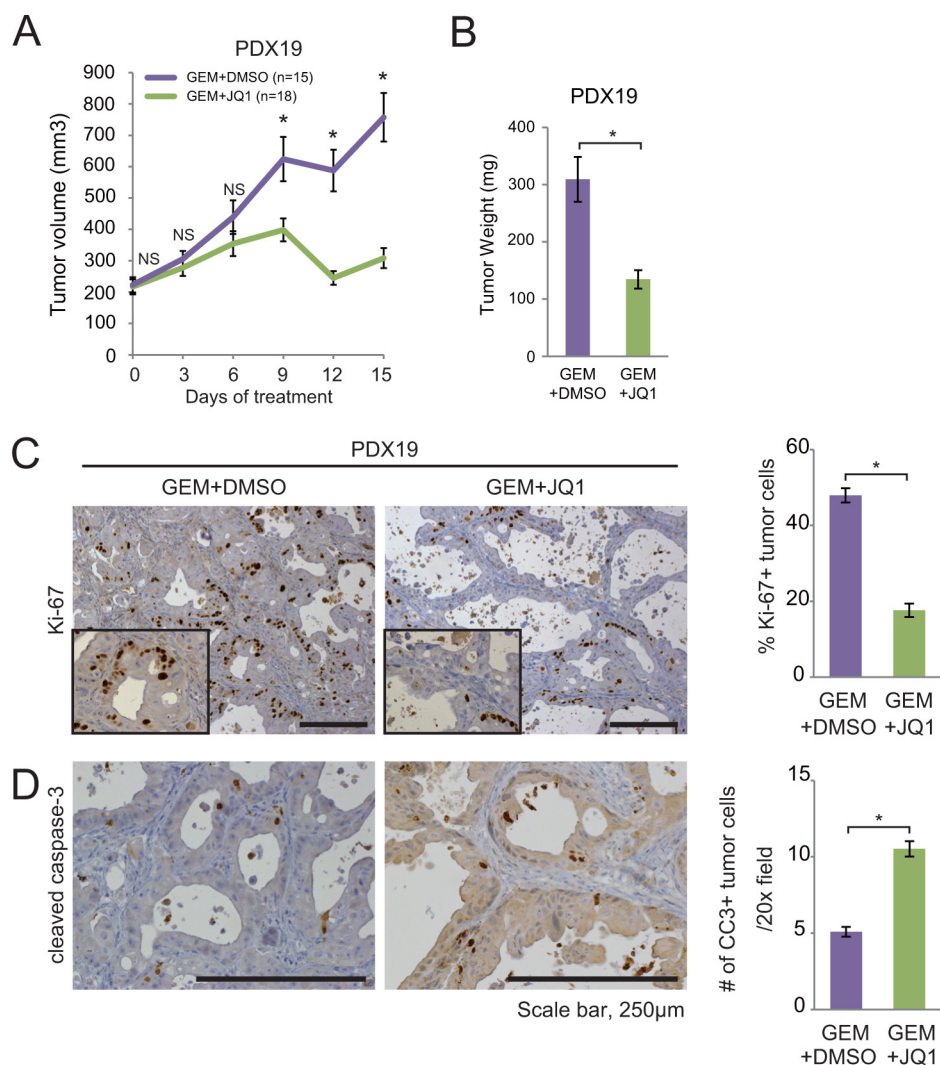 A
PDX19
GEM+DMSO (n=15)
GEM+JQ1 (n=18)
Tumor volume (mm3)
900
800
700
600
500
400
300
200
100
0
NS
NS
NS
*
*
*
0 3 6 9 12 15
Days of treatment
B
PDX19
Tumor Weight (mg)
400
300
200
100
0
*
GEM GEM
+DMSO +JQ1
C
PDX19
GEM+DMSO GEM+JQ1
Ki-67
% Ki-67+ tumor cells
60
40
20
0
*
GEM GEM
+DMSO +JQ1
D
cleaved caspase-3
Scale bar, 250μm
# of CC3+ tumor cells
/20x field
15
10
5
0
*
GEM GEM
+DMSO +JQ1